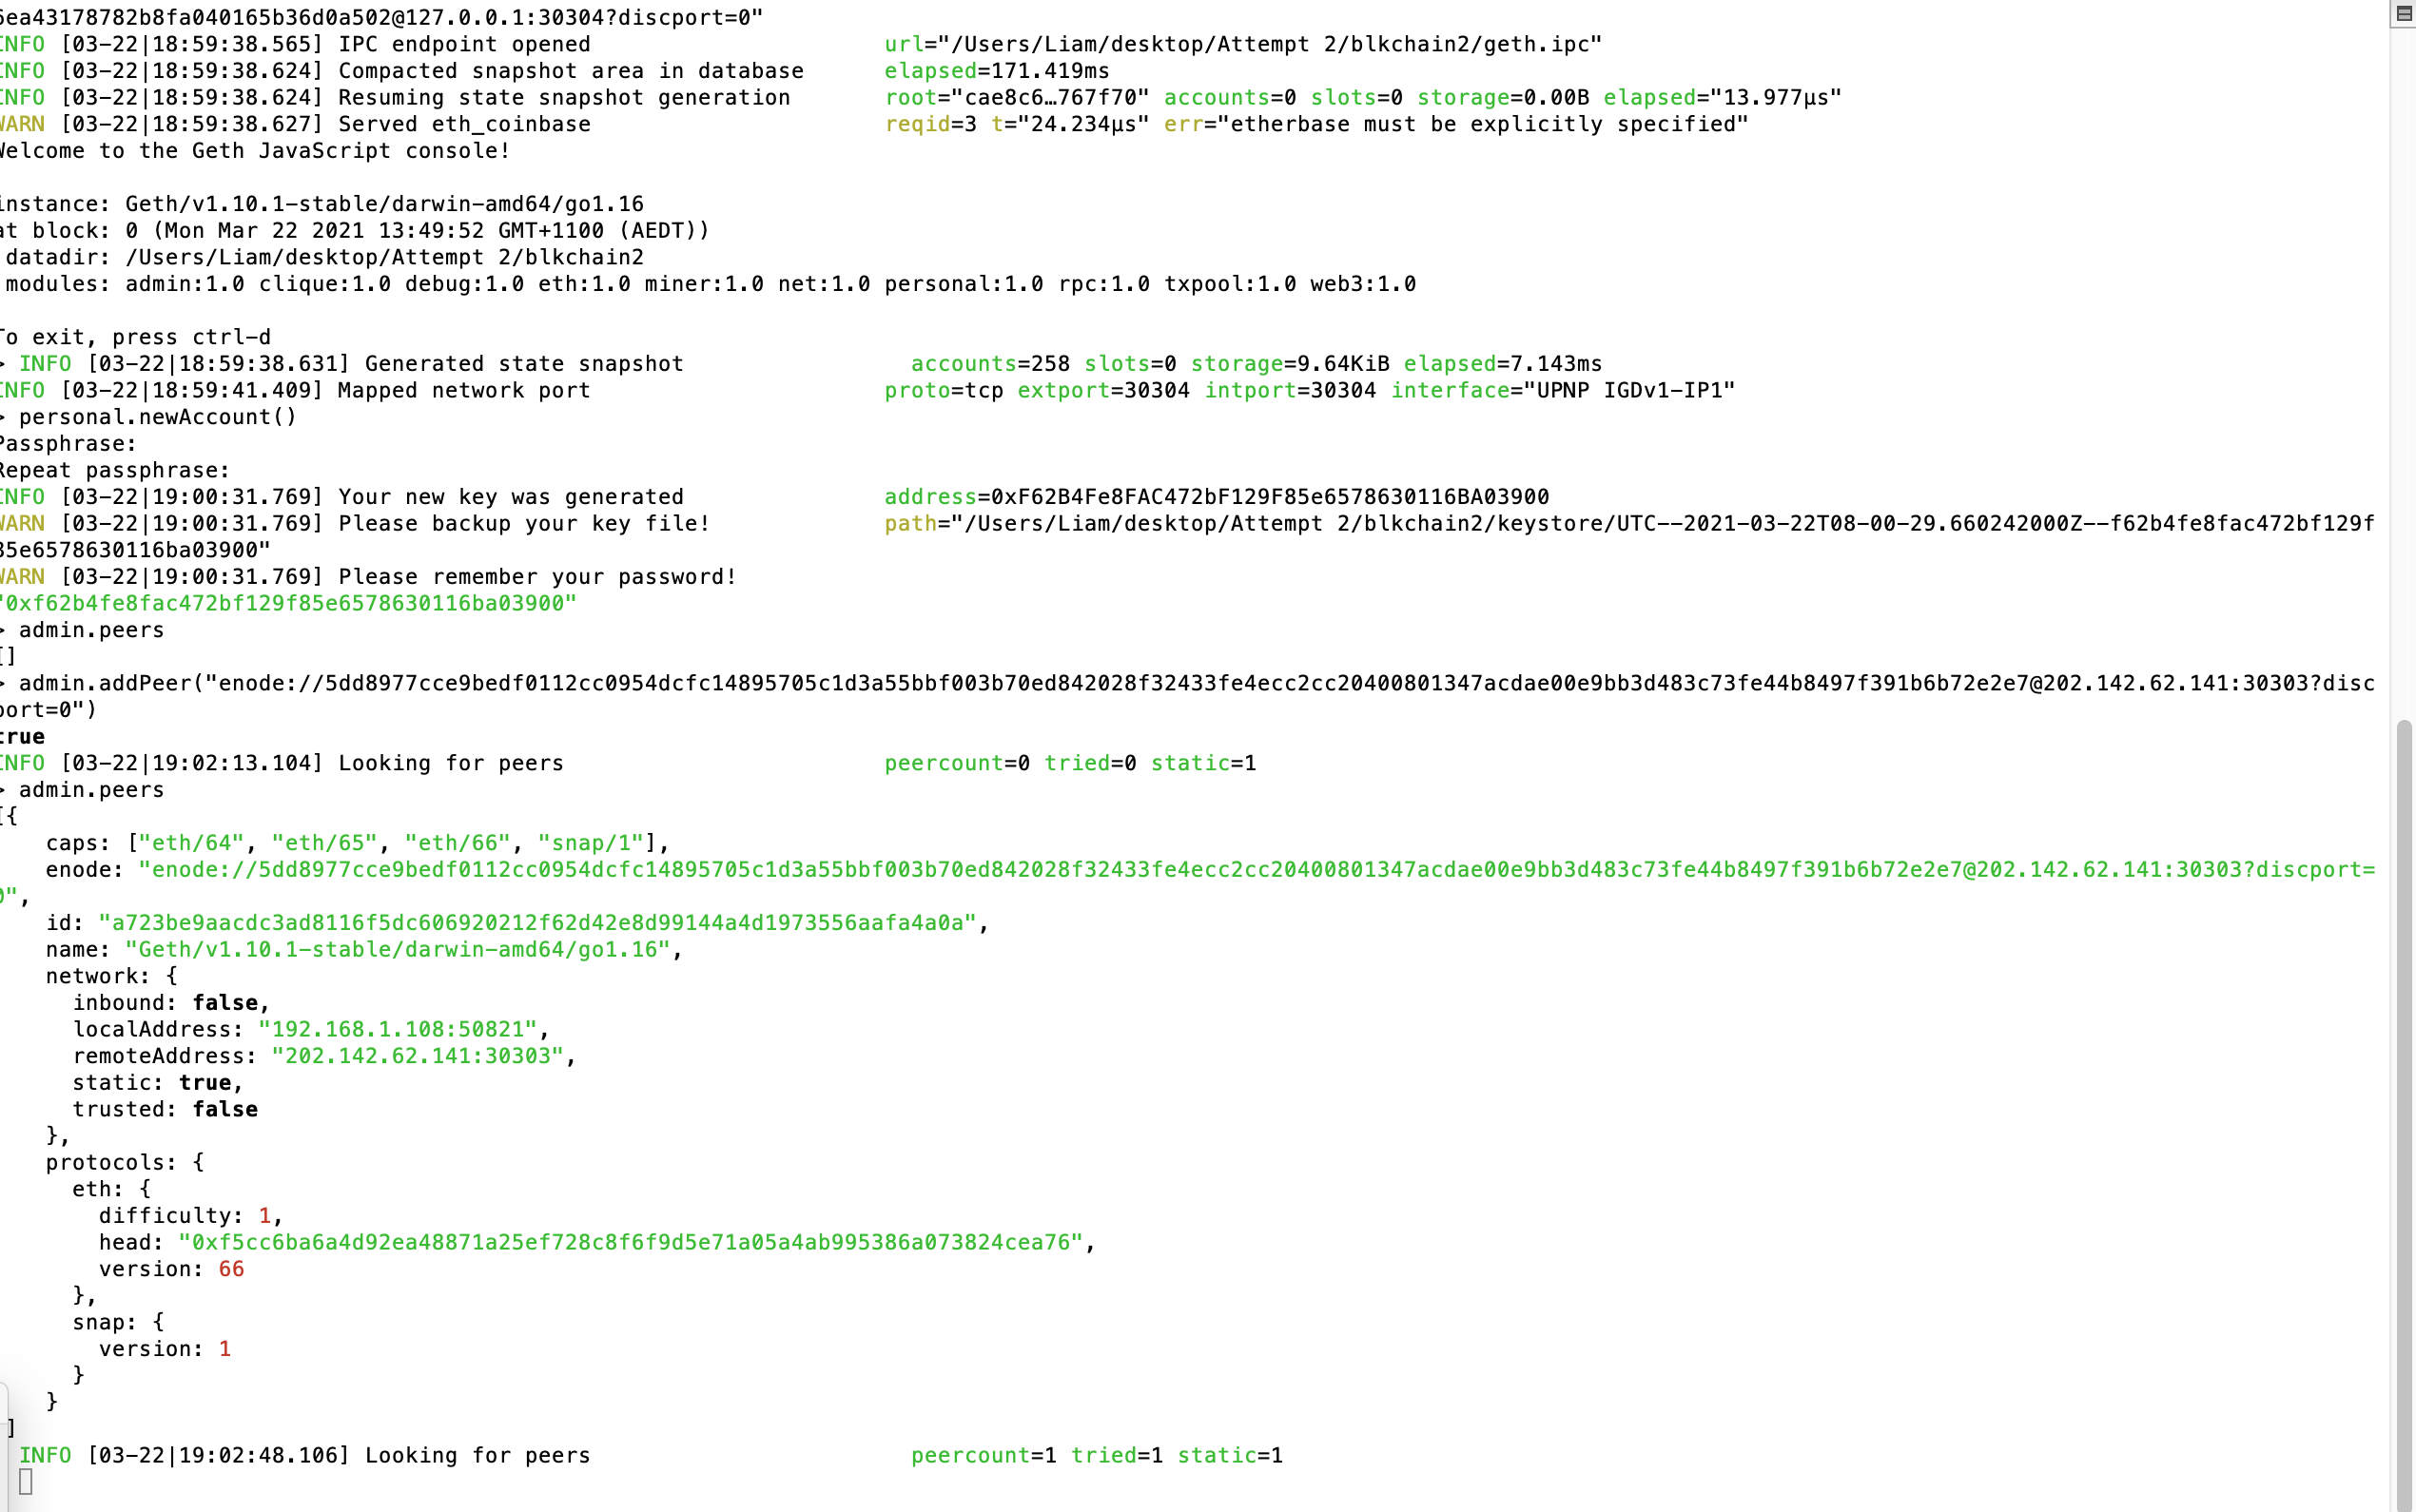 6ea43178782b8fa040165b36d0a502@127.0.0.1:30304?discport=0"
INFO [03-22|18:59:38.565] IPC endpoint opened url="/Users/Liam/desktop/Attempt 2/blkchain2/geth.ipc"
INFO [03-22|18:59:38.624] Compacted snapshot area in database elapsed=171.419ms
INFO [03-22|18:59:38.624] Resuming state snapshot generation root="cae8c6…767f70" accounts=0 slots=0 storage=0.00B elapsed="13.977µs"
WARN [03-22|18:59:38.627] Served eth_coinbase reqid=3 t="24.234µs" err="etherbase must be explicitly specified"
Welcome to the Geth JavaScript console!
instance: Geth/v1.10.1-stable/darwin-amd64/go1.16
at block: 0 (Mon Mar 22 2021 13:49:52 GMT+1100 (AEDT))
datadir: /Users/Liam/desktop/Attempt 2/blkchain2
modules: admin:1.0 clique:1.0 debug:1.0 eth:1.0 miner:1.0 net:1.0 personal:1.0 rpc:1.0 txpool:1.0 web3:1.0
To exit, press ctrl-d
> INFO [03-22|18:59:38.631] Generated state snapshot accounts=258 slots=0 storage=9.64KiB elapsed=7.143ms
INFO [03-22|18:59:41.409] Mapped network port proto=tcp extport=30304 intport=30304 interface="UPNP IGDv1-IP1"
> personal.newAccount()
Passphrase:
Repeat passphrase:
INFO [03-22|19:00:31.769] Your new key was generated address=0xF62B4Fe8FAC472bF129F85e6578630116BA03900
WARN [03-22|19:00:31.769] Please backup your key file! path="/Users/Liam/desktop/Attempt 2/blkchain2/keystore/UTC--2021-03-22T08-00-29.660242000Z--f62b4fe8fac472bf129f
85e6578630116ba03900"
WARN [03-22|19:00:31.769] Please remember your password!
"0xf62b4fe8fac472bf129f85e6578630116ba03900"
> admin.peers
[]
> admin.addPeer("enode://5dd8977cce9bedf0112cc0954dcfc14895705c1d3a55bbf003b70ed842028f32433fe4ecc2cc20400801347acdae00e9bb3d483c73fe44b8497f391b6b72e2e7@202.142.62.141:30303?disc
port=0")
true
INFO [03-22|19:02:13.104] Looking for peers peercount=0 tried=0 static=1
> admin.peers
[{
caps: ["eth/64", "eth/65", "eth/66", "snap/1"],
enode: "enode://5dd8977cce9bedf0112cc0954dcfc14895705c1d3a55bbf003b70ed842028f32433fe4ecc2cc20400801347acdae00e9bb3d483c73fe44b8497f391b6b72e2e7@202.142.62.141:30303?discport=
0",
id: "a723be9aacdc3ad8116f5dc606920212f62d42e8d99144a4d1973556aafa4a0a",
name: "Geth/v1.10.1-stable/darwin-amd64/go1.16",
network: {
inbound: false,
localAddress: "192.168.1.108:50821",
remoteAddress: "202.142.62.141:30303",
static: true,
trusted: false
},
protocols: {
eth: {
difficulty: 1,
head: "0xf5cc6ba6a4d92ea48871a25ef728c8f6f9d5e71a05a4ab995386a073824cea76",
version: 66
},
snap: {
version: 1
}
}
]
INFO [03-22|19:02:48.106] Looking for peers peercount=1 tried=1 static=1